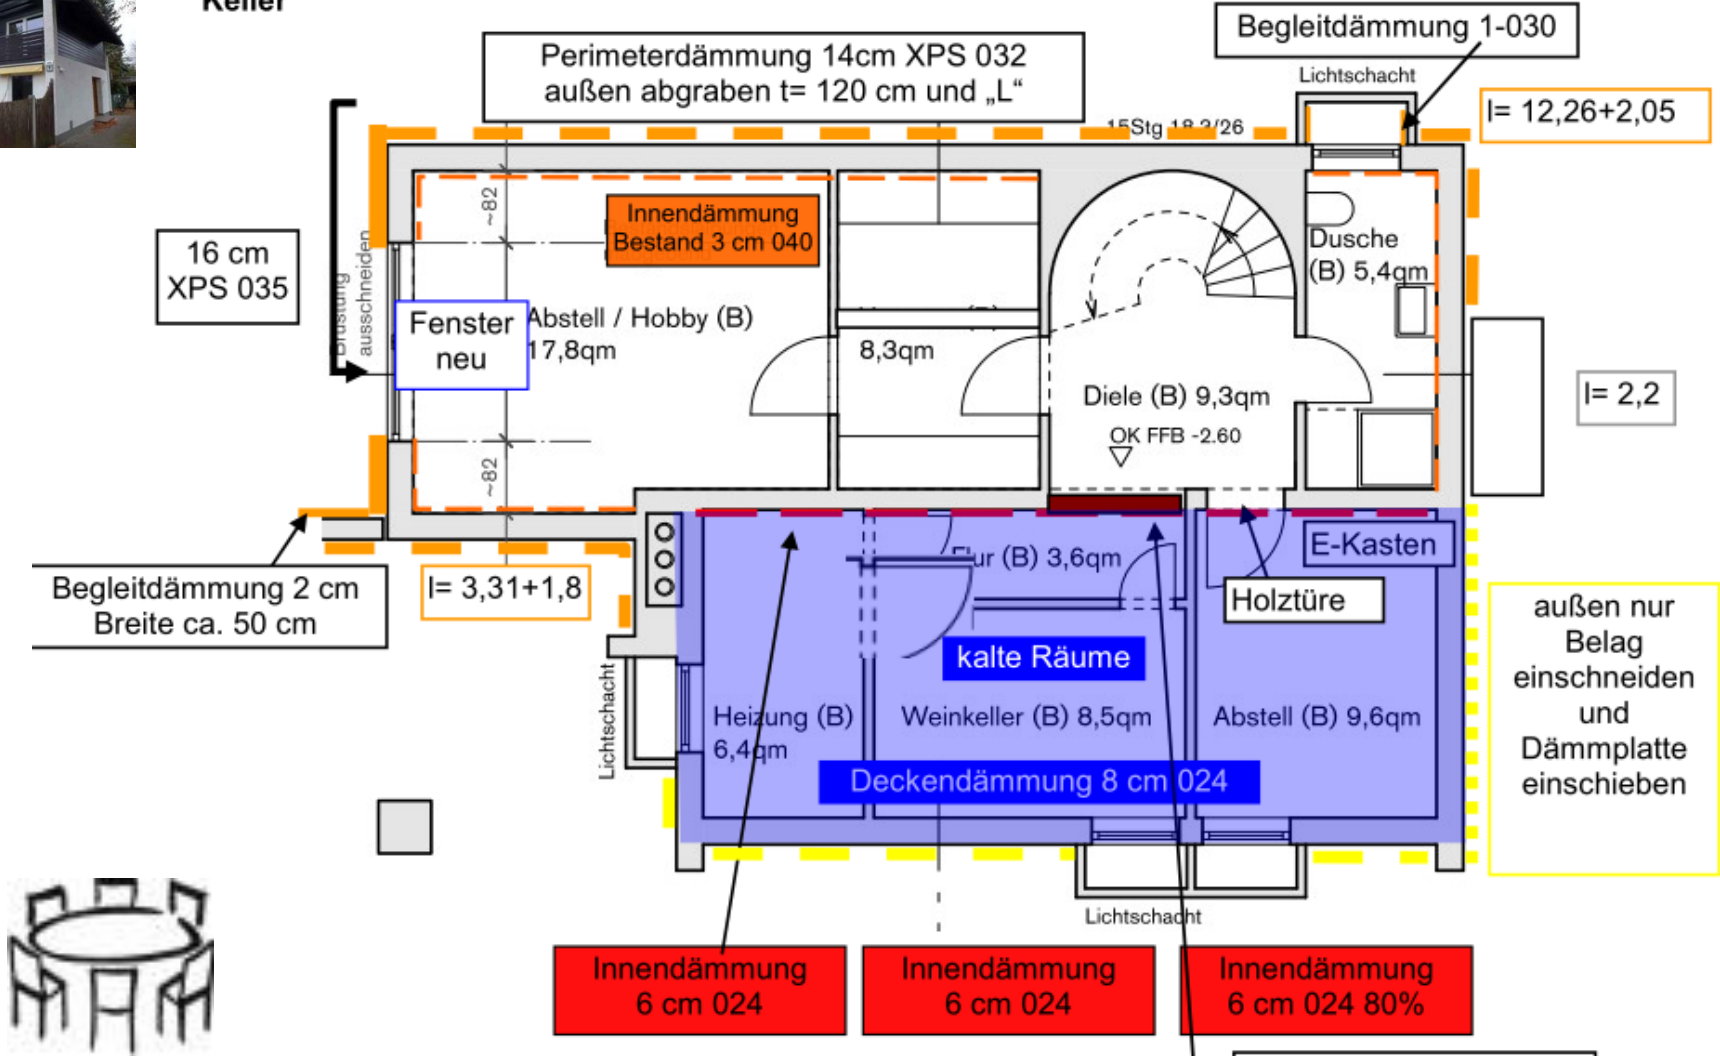 Keller
Perimeterdämmung 14cm XPS 032
außen abgraben t= 120 cm und „L“
Begleitdämmung 1-030
Lichtschacht
l= 12,26+2,05
15Stg 18,2/26
~82
Innendämmung
Bestand 3 cm 040
16 cm
XPS 035
Brüstung
ausschneiden
Fenster
neu
Abstell / Hobby (B)
17,8qm
8,3qm
Dusche
(B) 5,4qm
Diele (B) 9,3qm
OK FFB -2.60
l= 2,2
~82
E-Kasten
Flur (B) 3,6qm
Holztüre
Begleitdämmung 2 cm
Breite ca. 50 cm
l= 3,31+1,8
kalte Räume
außen nur
Belag
einschneiden
und
Dämmplatte
einschieben
Lichtschacht
Heizung (B)
6,4qm
Weinkeller (B) 8,5qm
Abstell (B) 9,6qm
Deckendämmung 8 cm 024
Lichtschacht
Innendämmung
6 cm 024
Innendämmung
6 cm 024
Innendämmung
6 cm 024 80%